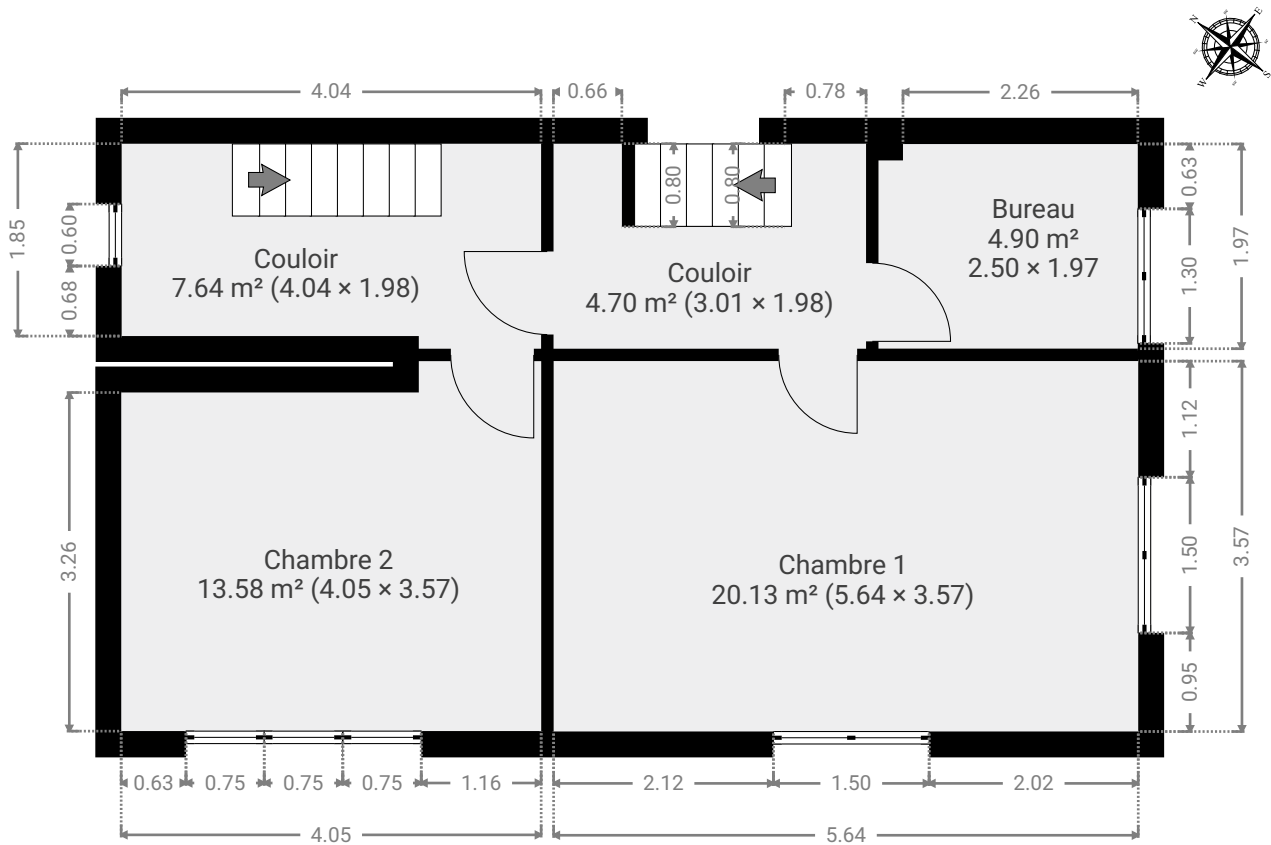 N
E
W
S
4.04
0.66
0.78
2.26
0.80
0.80
0.63
1.97
1.85
0.60
0.68
1.30
Couloir
7.64 m² (4.04 × 1.98)
Couloir
4.70 m² (3.01 × 1.98)
Bureau
4.90 m²
2.50 × 1.97
1.12
3.26
1.50
3.57
0.95
Chambre 2
13.58 m² (4.05 × 3.57)
Chambre 1
20.13 m² (5.64 × 3.57)
0.63
0.75
0.75
0.75
1.16
2.12
1.50
2.02
4.05
5.64